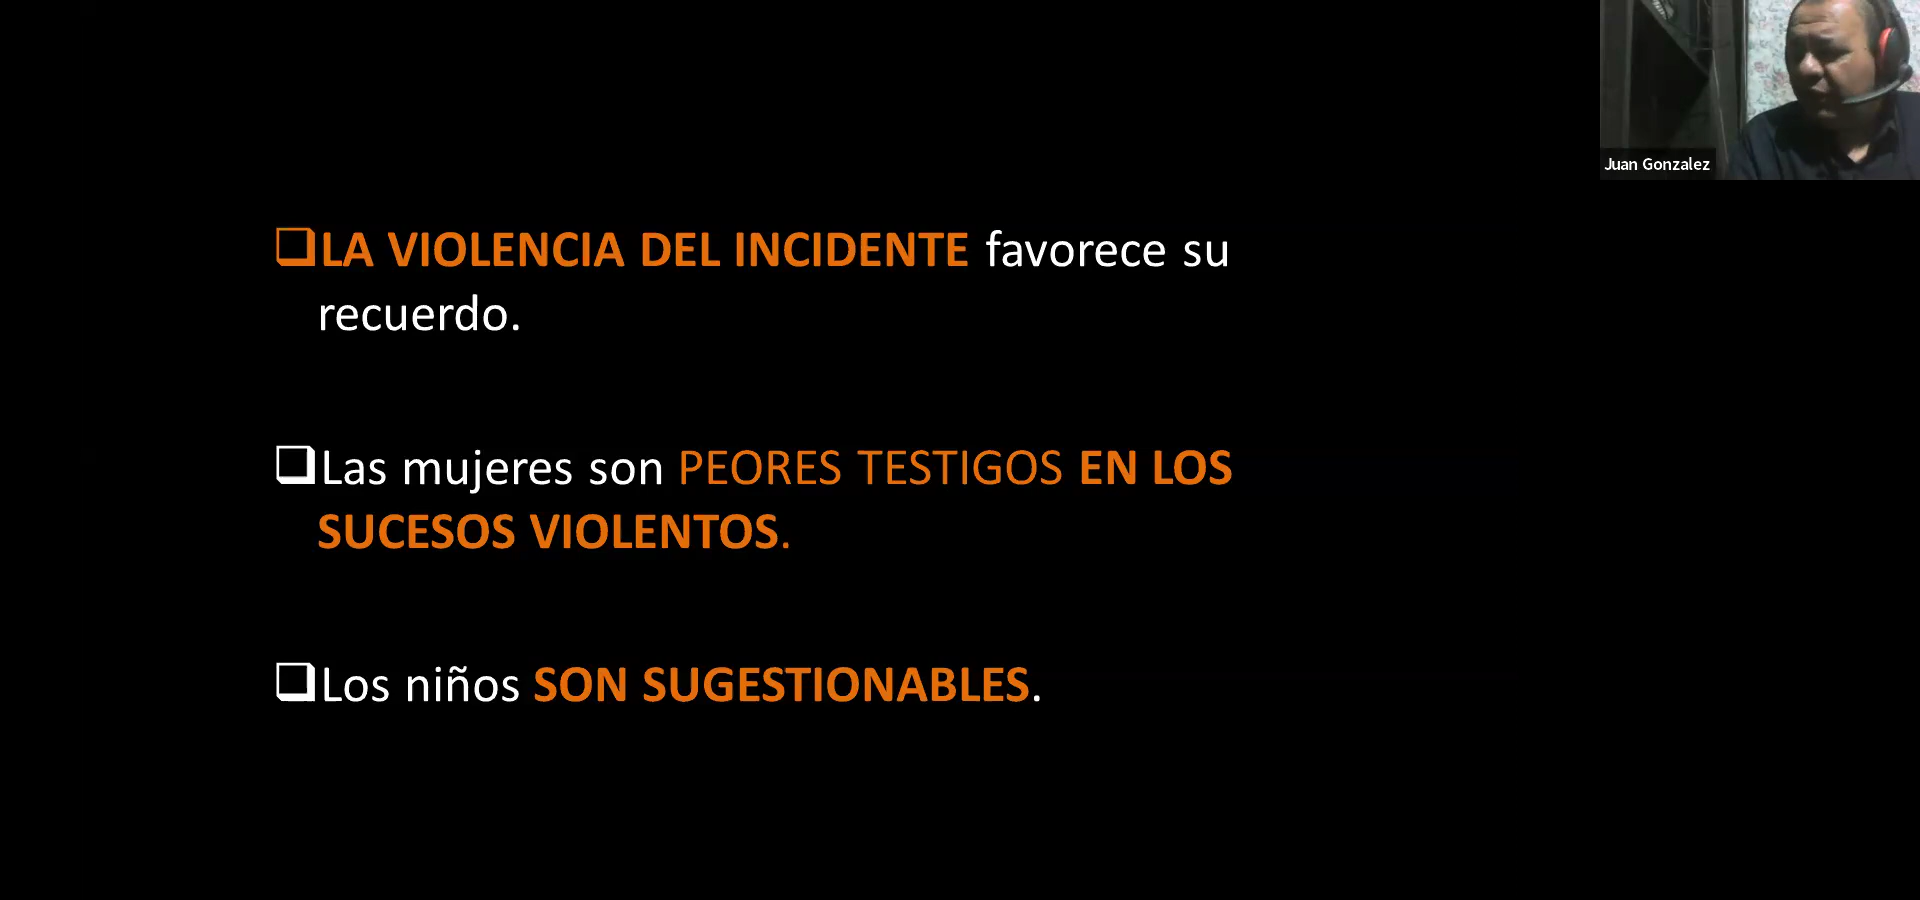 Juan Gonzalez
❑LA VIOLENCIA DEL INCIDENTE favorece su
recuerdo.
❑Las mujeres son PEORES TESTIGOS EN LOS
SUCESOS VIOLENTOS.
❑Los niños SON SUGESTIONABLES.